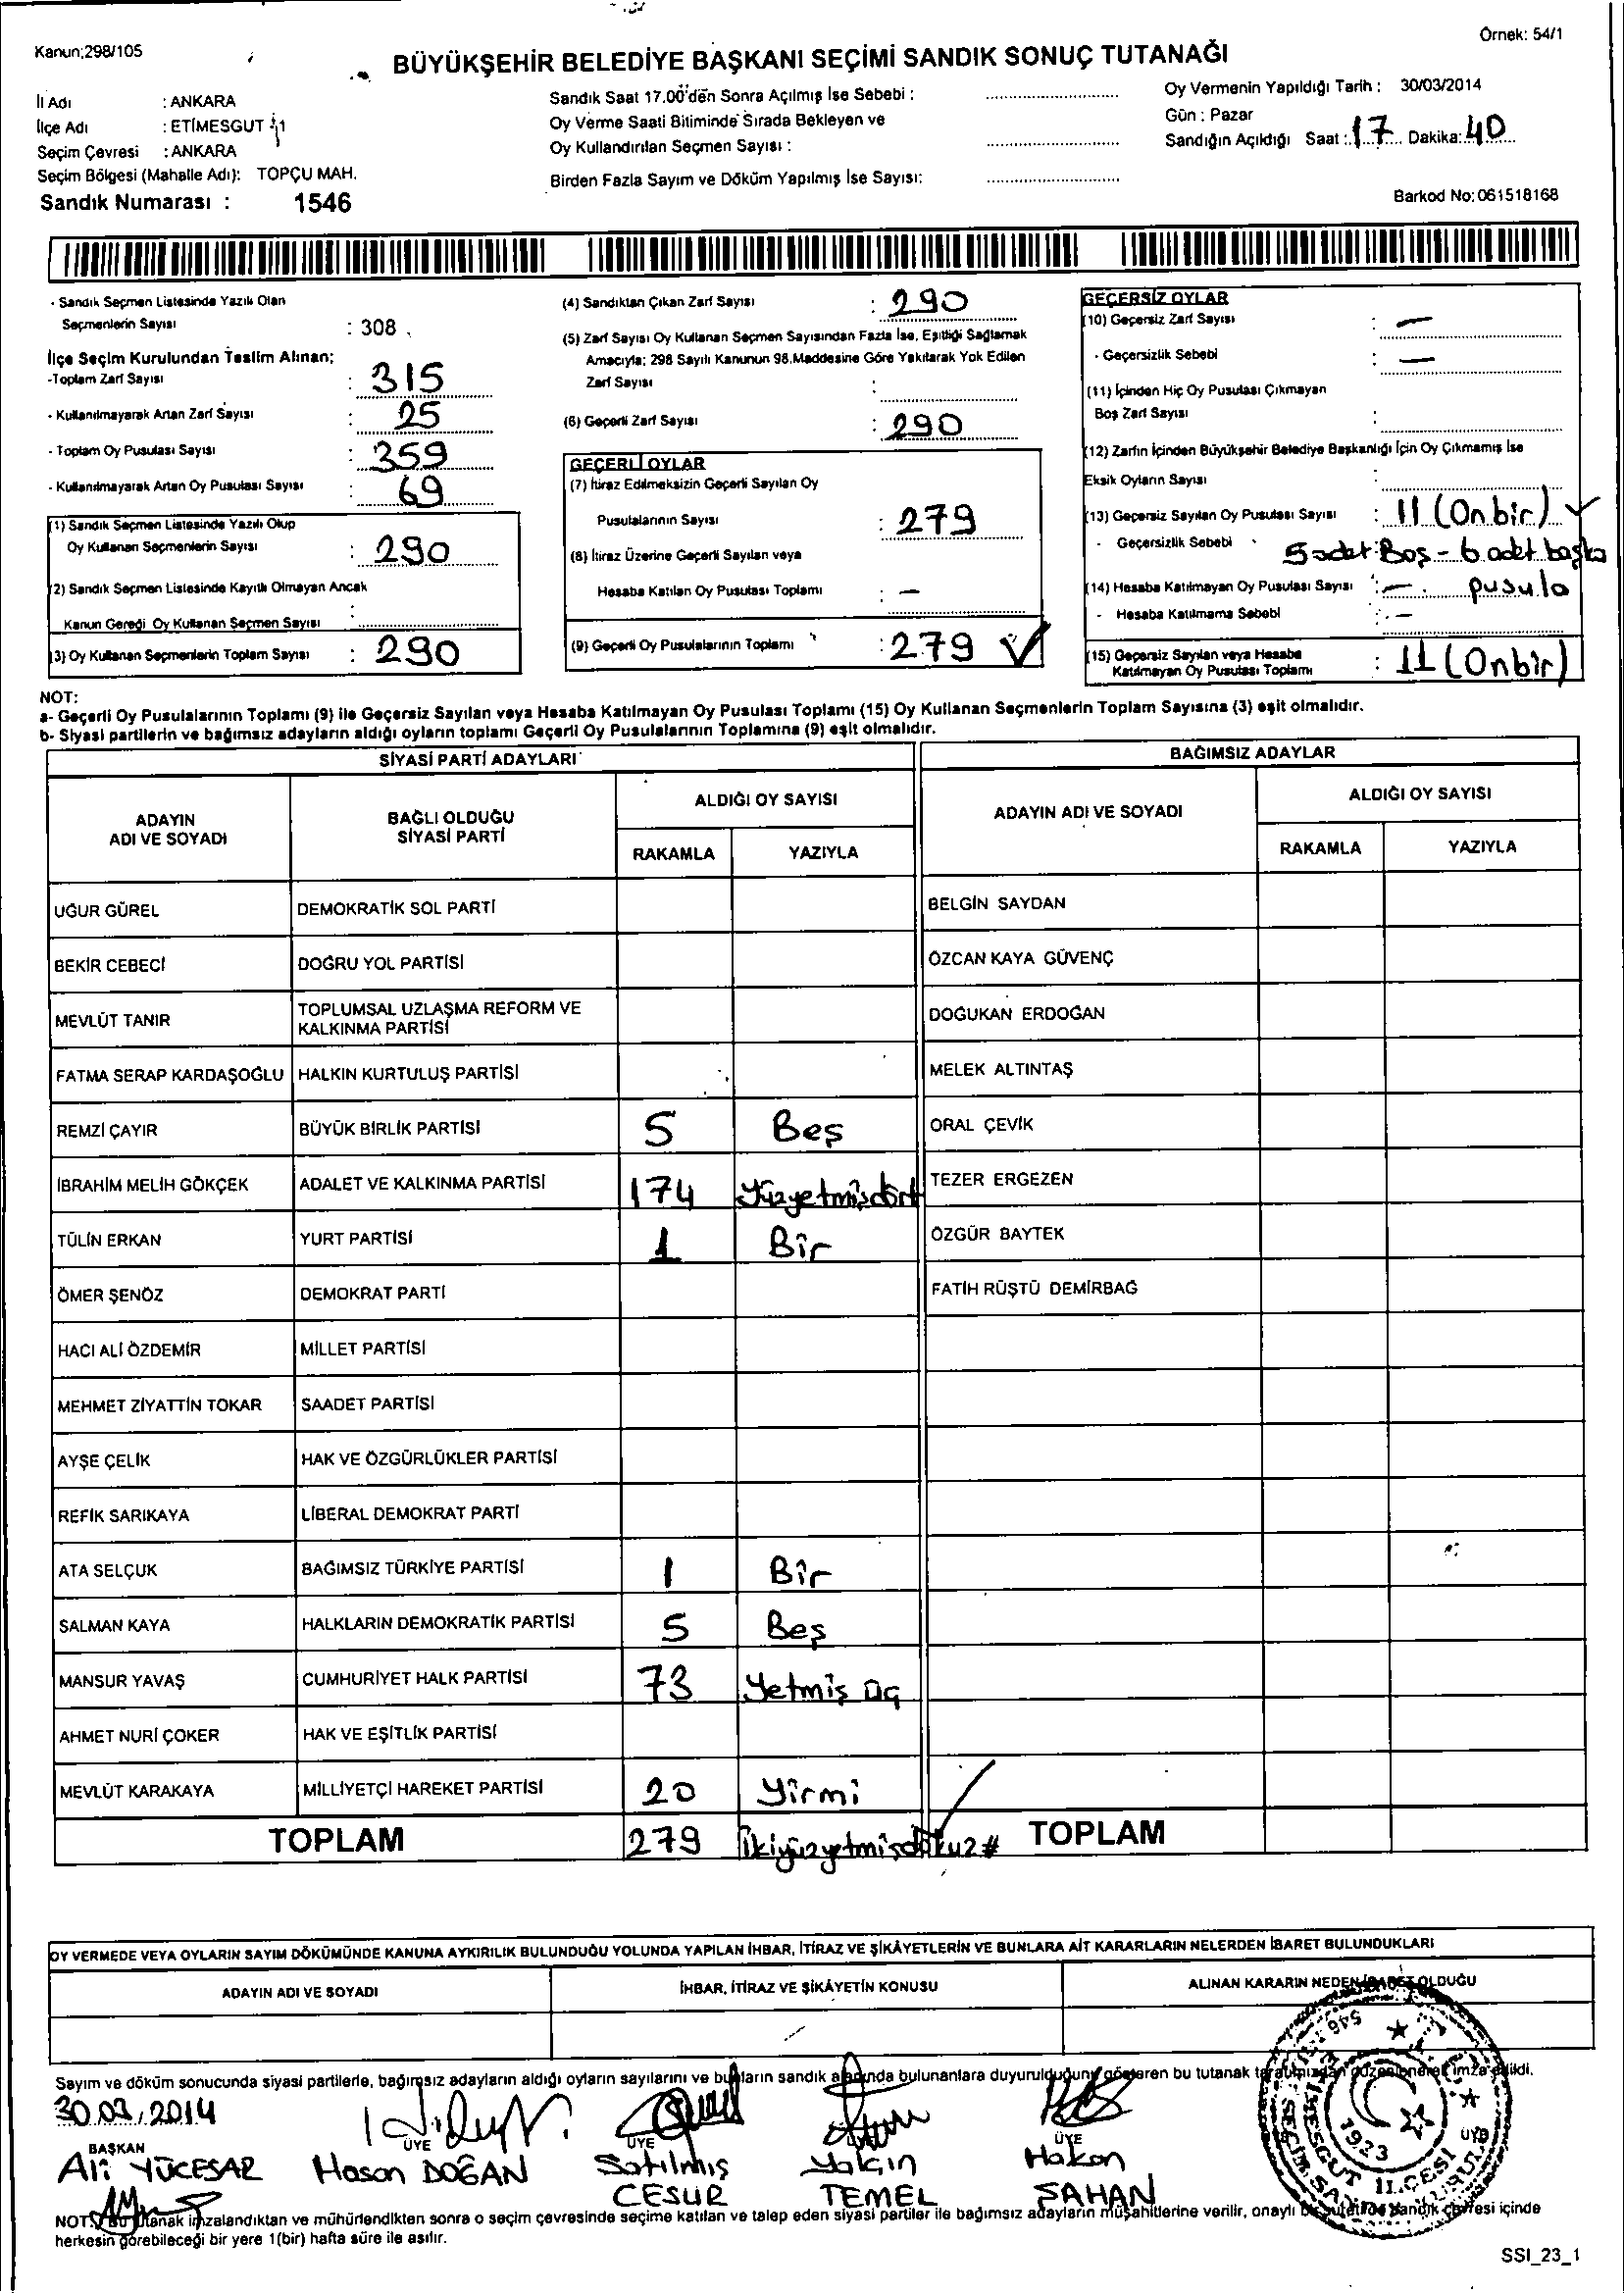 Kanun;298/105
Örnek: 54/1
BÜYÜKŞEHİR BELEDİYE BAŞKANI SEÇİMİ SANDIK SONUÇ TUTANAĞI
İl Adı : ANKARA
İlçe Adı : ETİMESGUT
Seçim Çevresi : ANKARA
Seçim Bölgesi (Mahalle Adı): TOPÇU MAH.
Sandık Numarası : 1546
Sandık Saat 17.00'den Sonra Açılmış İse Sebebi :
Oy Verme Saati Bitiminde Sırada Bekleyen ve
Oy Kullandırılan Seçmen Sayısı :
Birden Fazla Sayım ve Döküm Yapılmış İse Sayısı:
Oy Vermenin Yapıldığı Tarih : 30/03/2014
Gün : Pazar
Sandığın Açıldığı Saat : 17 Dakika: 40
Barkod No: 061518168
- Sandık Seçmen Listesinde Yazılı Olan
Seçmenlerin Sayısı : 308
İlçe Seçim Kurulundan Teslim Alınan;
-Toplam Zarf Sayısı : 315
- Kullanılmayarak Artan Zarf Sayısı : 25
- Toplam Oy Pusulası Sayısı : 359
- Kullanılmayarak Artan Oy Pusulası Sayısı : 69
(1) Sandık Seçmen Listesinde Yazılı Olup
Oy Kullanan Seçmenlerin Sayısı : 290
(2) Sandık Seçmen Listesinde Kayıtlı Olmayan Ancak
Kanun Gereği Oy Kullanan Seçmen Sayısı :
(3) Oy Kullanan Seçmenlerin Toplam Sayısı : 290
(4) Sandıktan Çıkan Zarf Sayısı : 290
(5) Zarf Sayısı Oy Kullanan Seçmen Sayısından Fazla İse, Eşitliği Sağlamak
Amacıyla; 298 Sayılı Kanunun 98.Maddesine Göre Yakılarak Yok Edilen
Zarf Sayısı :
(6) Geçerli Zarf Sayısı : 290
GEÇERLİ OYLAR
(7) İtiraz Edilmeksizin Geçerli Sayılan Oy
Pusulalarının Sayısı : 279
(8) İtiraz Üzerine Geçerli Sayılan veya
Hesaba Katılan Oy Pusulası Toplamı : —
(9) Geçerli Oy Pusulalarının Toplamı : 279 ✓
GEÇERSİZ OYLAR
(10) Geçersiz Zarf Sayısı : —
- Geçersizlik Sebebi : —
(11) İçinden Hiç Oy Pusulası Çıkmayan
Boş Zarf Sayısı :
(12) Zarfın İçinden Büyükşehir Belediye Başkanlığı İçin Oy Çıkmamış İse
Eksik Oyların Sayısı :
(13) Geçersiz Sayılan Oy Pusulası Sayısı : 11 (Onbir) ✓
- Geçersizlik Sebebi 5 adet Boş - 6 adet başka
(14) Hesaba Katılmayan Oy Pusulası Sayısı : — pusula
- Hesaba Katılmama Sebebi : —
(15) Geçersiz Sayılan veya Hesaba
Katılmayan Oy Pusulası Toplamı : 11 (Onbir)
NOT:
a- Geçerli Oy Pusulalarının Toplamı (9) ile Geçersiz Sayılan veya Hesaba Katılmayan Oy Pusulası Toplamı (15) Oy Kullanan Seçmenlerin Toplam Sayısına (3) eşit olmalıdır.
b- Siyasi partilerin ve bağımsız adayların aldığı oyların toplamı Geçerli Oy Pusulalarının Toplamına (9) eşit olmalıdır.
SİYASİ PARTİ ADAYLARI
BAĞIMSIZ ADAYLAR
ADAYIN
ADI VE SOYADI
BAĞLI OLDUĞU
SİYASİ PARTİ
ALDIĞI OY SAYISI
RAKAMLA YAZIYLA
ADAYIN ADI VE SOYADI
ALDIĞI OY SAYISI
RAKAMLA YAZIYLA
UĞUR GÜREL DEMOKRATİK SOL PARTİ BELGİN SAYDAN
BEKİR CEBECİ DOĞRU YOL PARTİSİ ÖZCAN KAYA GÜVENÇ
MEVLÜT TANIR TOPLUMSAL UZLAŞMA REFORM VE
KALKINMA PARTİSİ DOĞUKAN ERDOĞAN
FATMA SERAP KARDAŞOĞLU HALKIN KURTULUŞ PARTİSİ MELEK ALTINTAŞ
REMZİ ÇAYIR BÜYÜK BİRLİK PARTİSİ 5 Beş ORAL ÇEVİK
İBRAHİM MELİH GÖKÇEK ADALET VE KALKINMA PARTİSİ 174 Yüzyetmişdört TEZER ERGEZEN
TÜLİN ERKAN YURT PARTİSİ 1 Bir ÖZGÜR BAYTEK
ÖMER ŞENÖZ DEMOKRAT PARTİ FATİH RÜŞTÜ DEMİRBAĞ
HACI ALİ ÖZDEMİR MİLLET PARTİSİ
MEHMET ZİYATTİN TOKAR SAADET PARTİSİ
AYŞE ÇELİK HAK VE ÖZGÜRLÜKLER PARTİSİ
REFİK SARIKAYA LİBERAL DEMOKRAT PARTİ
ATA SELÇUK BAĞIMSIZ TÜRKİYE PARTİSİ 1 Bir
SALMAN KAYA HALKLARIN DEMOKRATİK PARTİSİ 5 Beş
MANSUR YAVAŞ CUMHURİYET HALK PARTİSİ 73 Yetmiş üç
AHMET NURİ ÇOKER HAK VE EŞİTLİK PARTİSİ
MEVLÜT KARAKAYA MİLLİYETÇİ HAREKET PARTİSİ 20 Yirmi
TOPLAM 279 İkiyüzyetmişdokuz # TOPLAM
OY VERMEDE VEYA OYLARIN SAYIM DÖKÜMÜNDE KANUNA AYKIRILIK BULUNDUĞU YOLUNDA YAPILAN İHBAR, İTİRAZ VE ŞİKÂYETLERİN VE BUNLARA AİT KARARLARIN NELERDEN İBARET BULUNDUKLARI
ADAYIN ADI VE SOYADI İHBAR, İTİRAZ VE ŞİKÂYETİN KONUSU ALINAN KARARIN NEDEN İBARET OLDUĞU
Sayım ve döküm sonucunda siyasi partilerle, bağımsız adayların aldığı oyların sayılarını ve bunların sandık alanında bulunanlara duyurulduğunu gösteren bu tutanak tarafımızdan düzenlenerek imza edildi.
30.03.2014
BAŞKAN ÜYE ÜYE ÜYE ÜYE
Ali YÜCESAR Hasan DOĞAN Satılmış Yalçın Hakan
CESUR TEMEL ŞAHAN
1923 ETİMESGUT İLÇESİ
NOT: Bu tutanak imzalandıktan ve mühürlendikten sonra o seçim çevresinde seçime katılan ve talep eden siyasi partiler ile bağımsız adayların müşahitlerine verilir, onaylı bir sureti de sandık çevresi içinde
herkesin görebileceği bir yere 1(bir) hafta süre ile asılır.
SSI_23_1